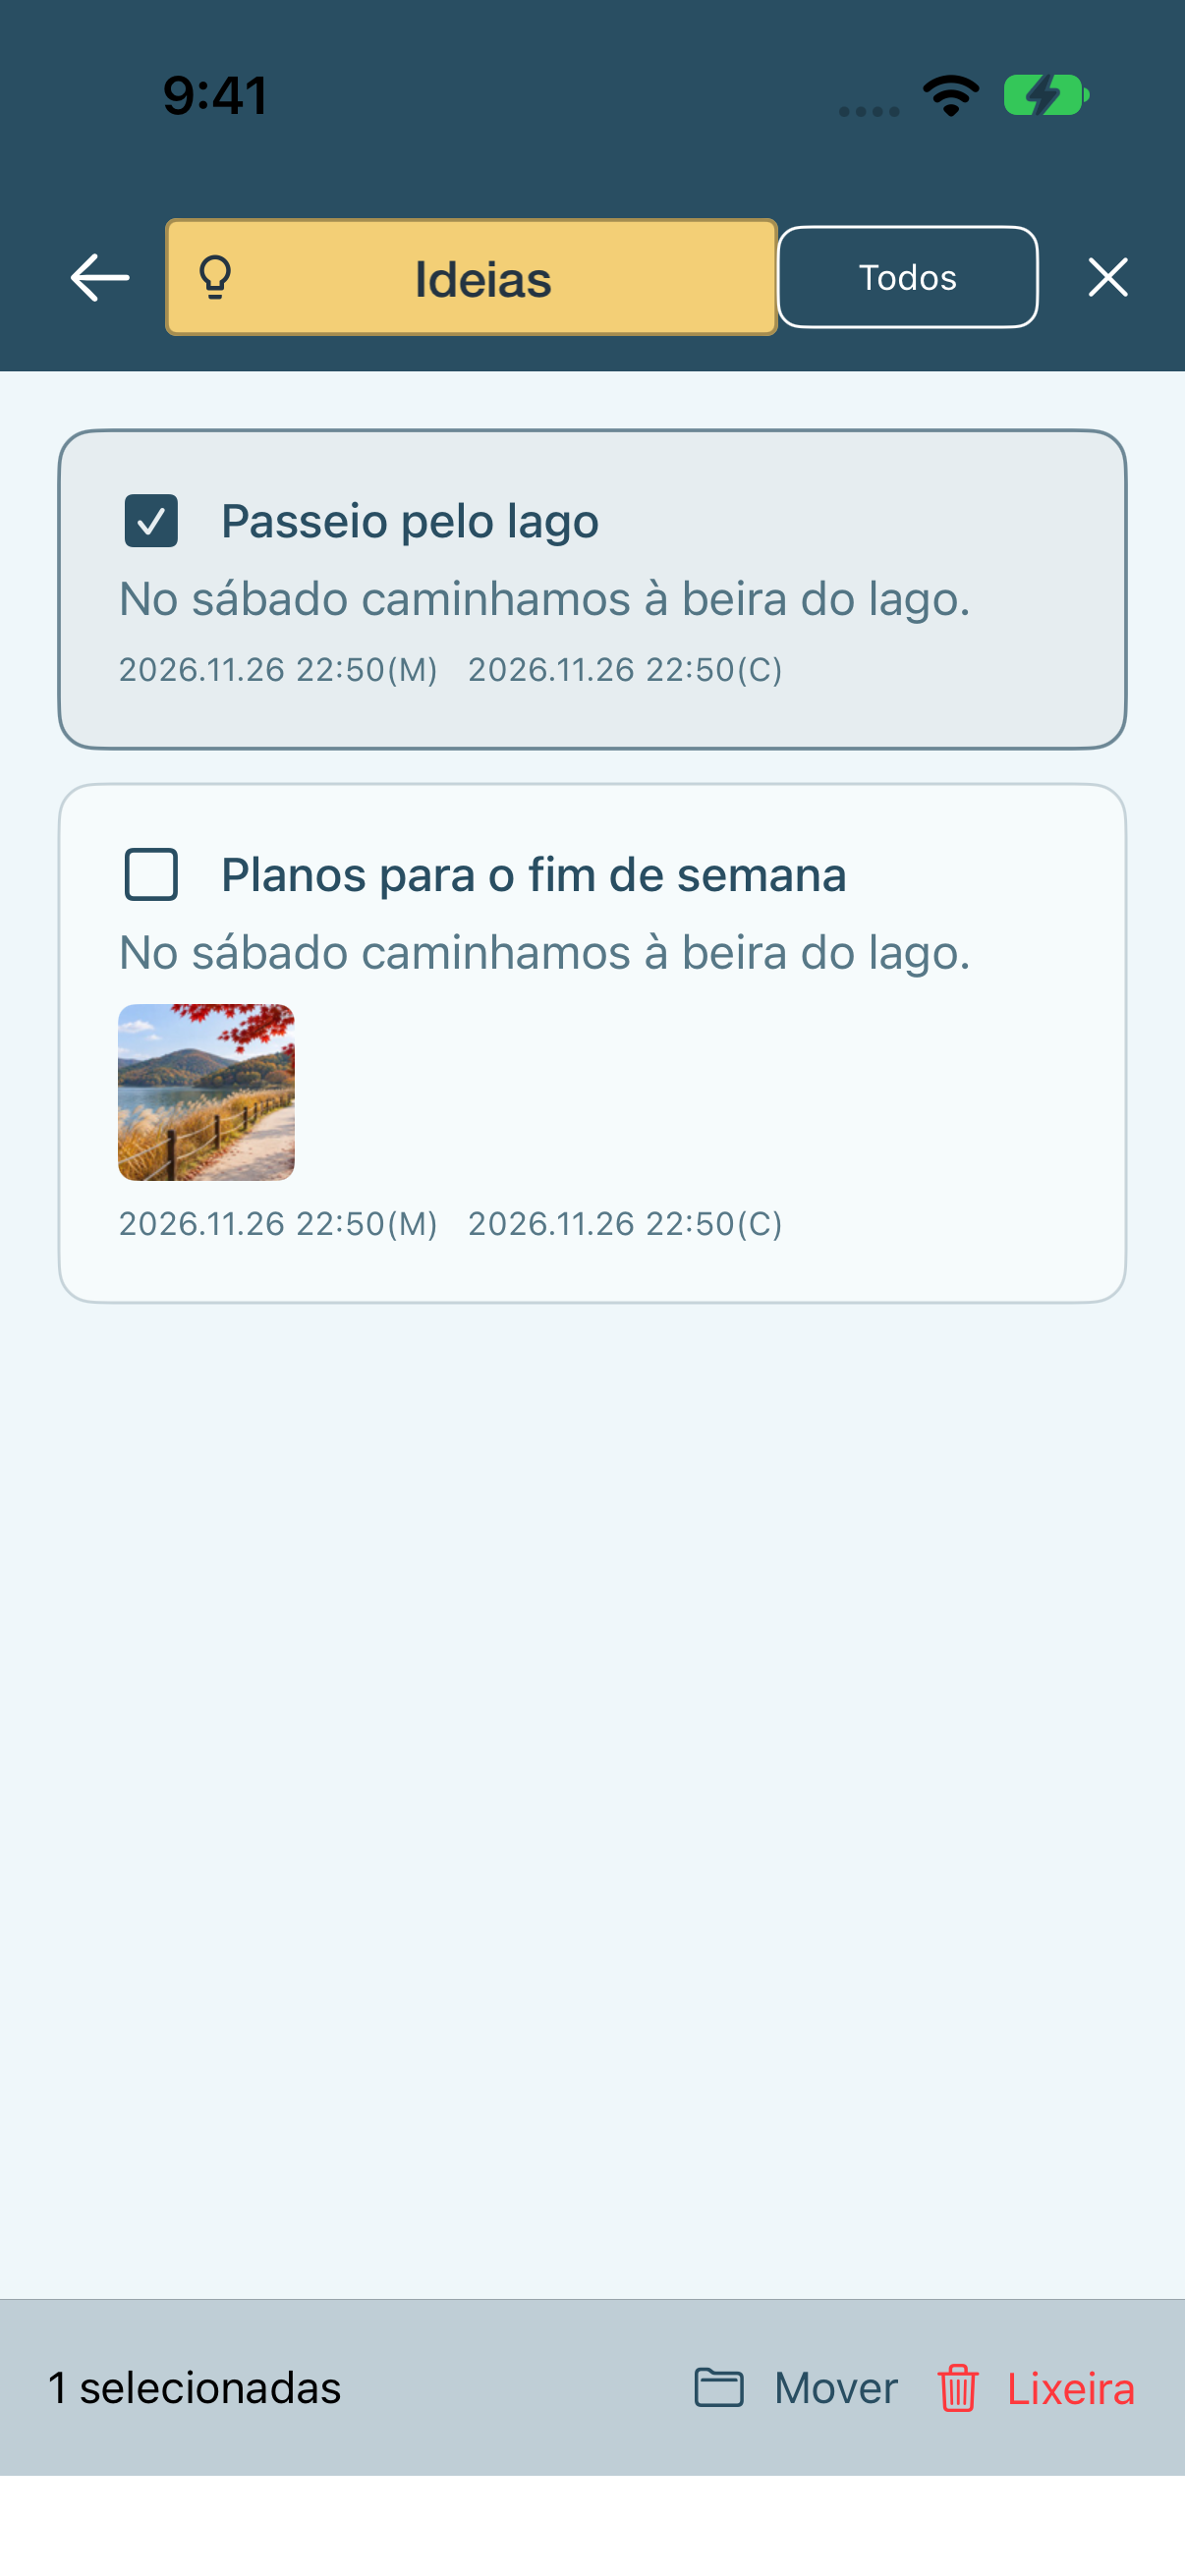 9:41
Ideias
Todos
Passeio pelo lago
No sábado caminhamos à beira do lago.
2026.11.26 22:50(M) 2026.11.26 22:50(C)
Planos para o fim de semana
No sábado caminhamos à beira do lago.
2026.11.26 22:50(M) 2026.11.26 22:50(C)
1 selecionadas
Mover
Lixeira